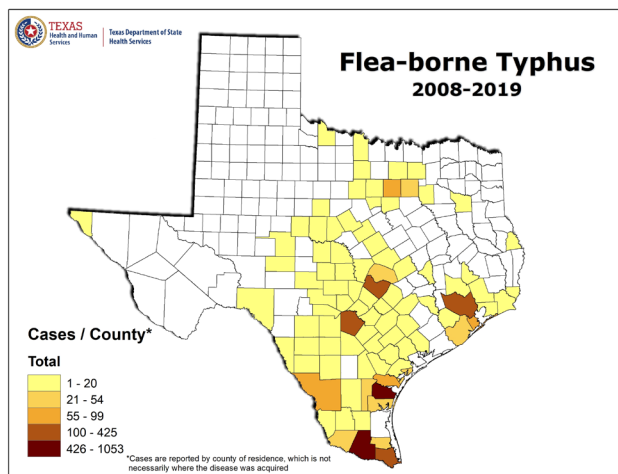 TEXAS
Health and Human
Services
Texas Department of State
Health Services
Flea-borne Typhus
2008-2019
Cases / County*
Total
1 - 20
21 - 54
55 - 99
100 - 425
426 - 1053
*Cases are reported by county of residence, which is not
necessarily where the disease was acquired